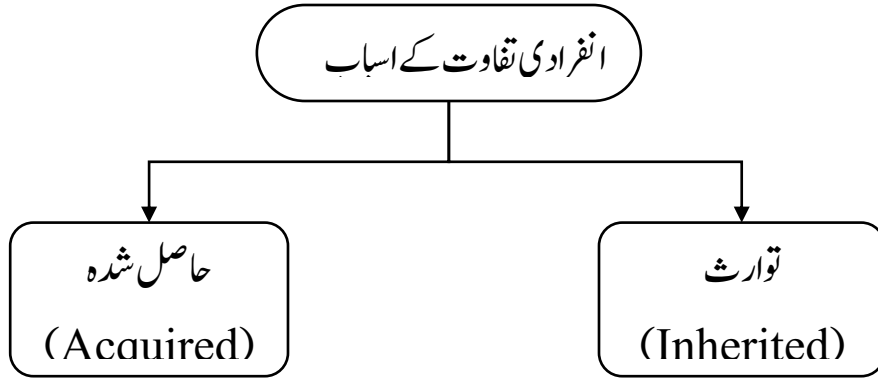 انفرادی تفاوت کے اسباب
توارث
(Inherited)
حاصل شدہ
(Acquired)